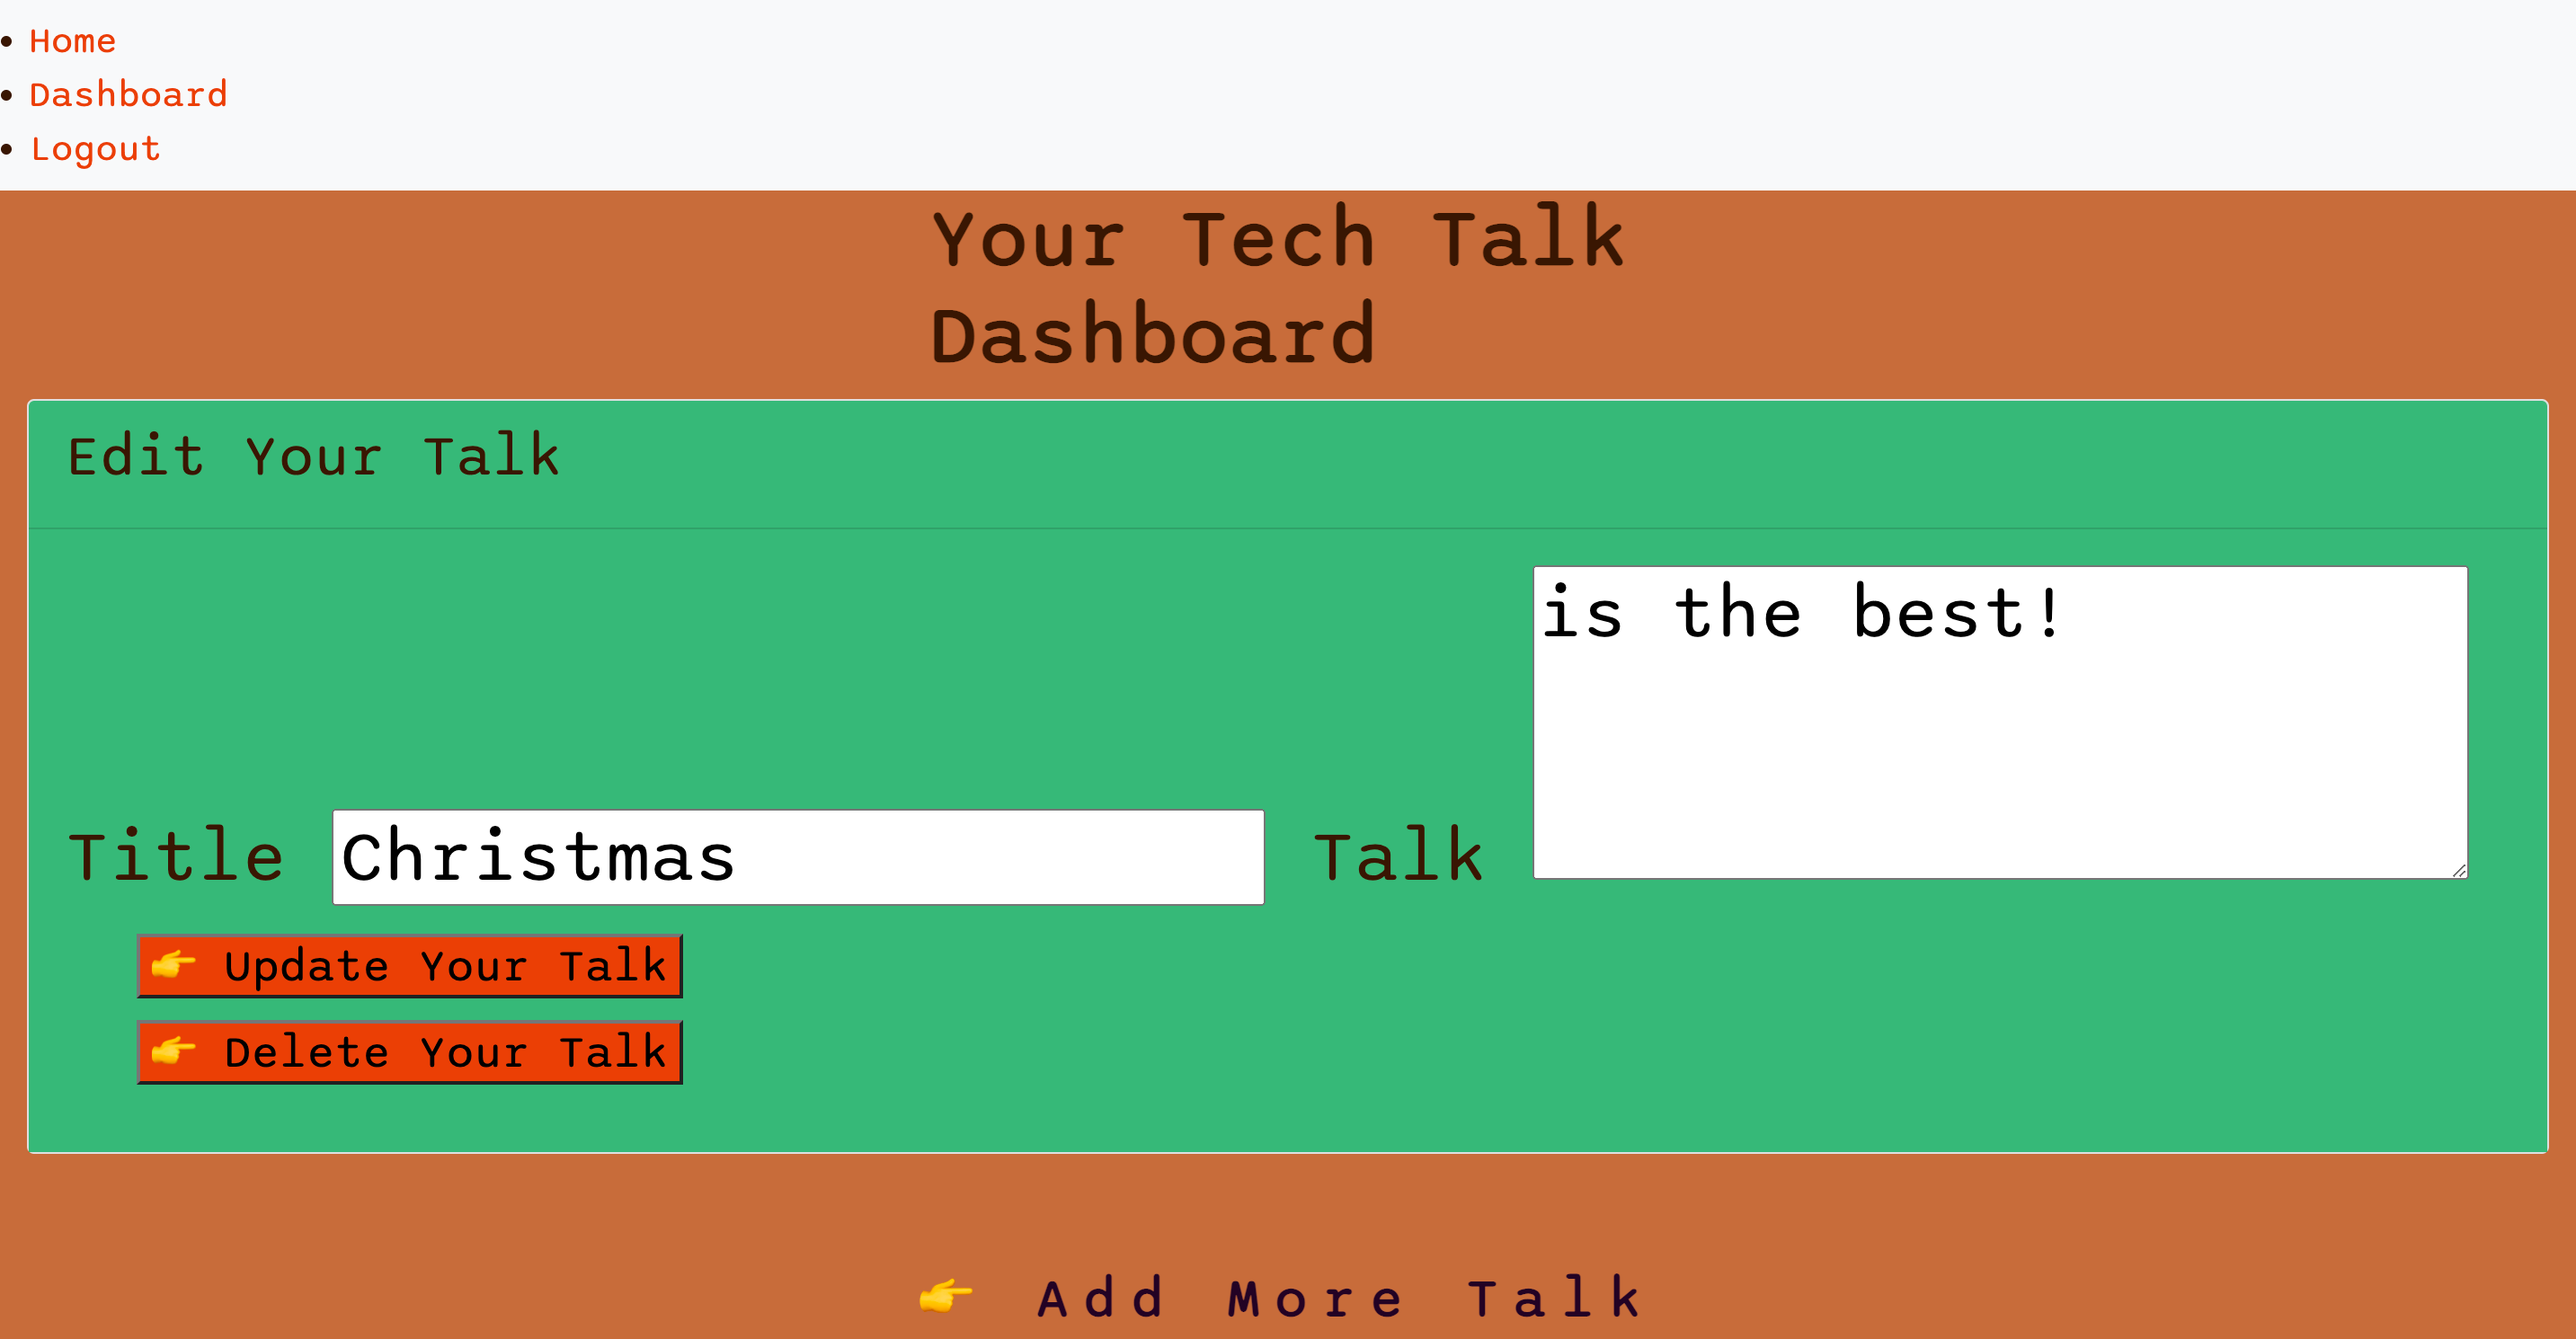 Home
Dashboard
Logout
Your Tech Talk
Dashboard
Edit Your Talk
Title
Christmas
Talk
is the best!
👉 Update Your Talk
👉 Delete Your Talk
👉 Add More Talk